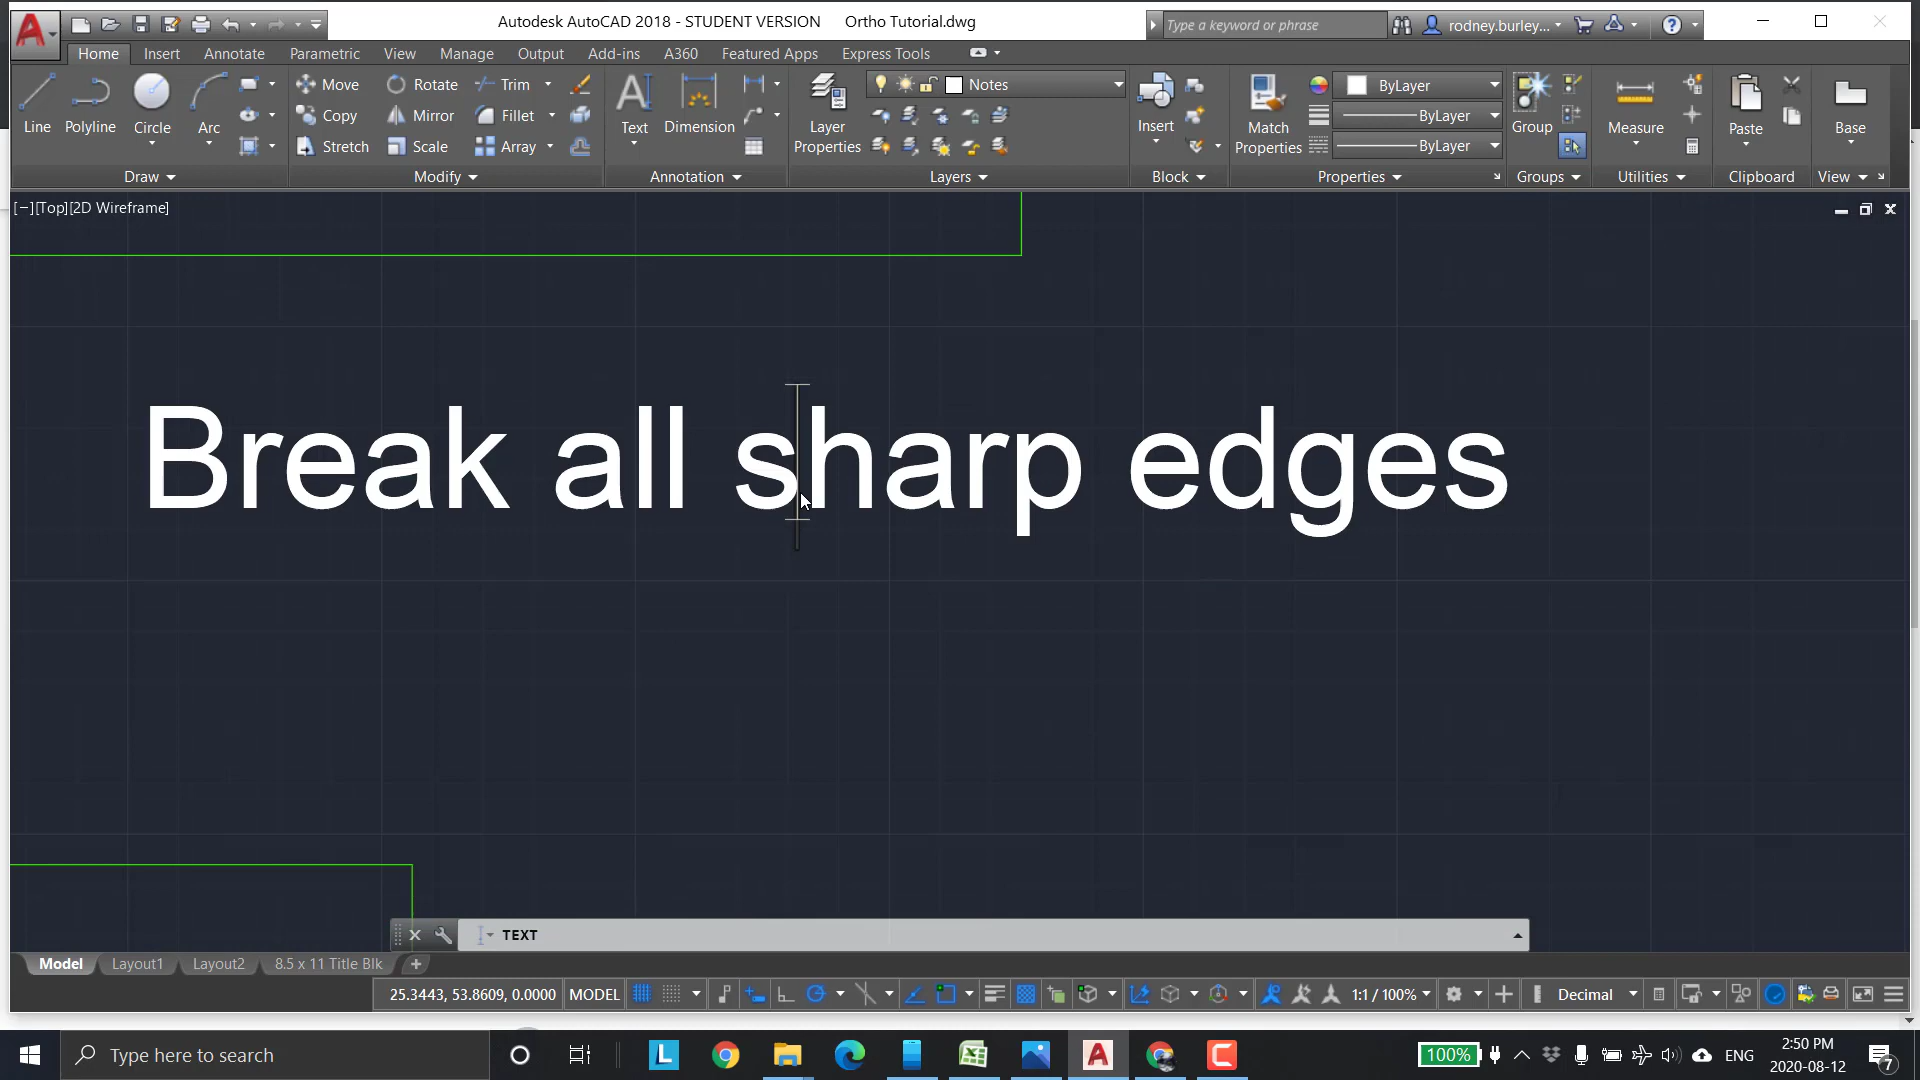 Autodesk AutoCAD 2018 - STUDENT VERSION Ortho Tutorial.dwg
Type a keyword or phrase
rodney.burley...
Home Insert Annotate Parametric View Manage Output Add-ins A360 Featured Apps Express Tools
Line Polyline Circle Arc
Move Rotate Trim
Copy Mirror Fillet
Stretch Scale Array
Text Dimension
Layer Properties
Notes
Insert
Match Properties
ByLayer
ByLayer
ByLayer
Group
Measure
Paste
Base
Draw Modify Annotation Layers Block Properties Groups Utilities Clipboard View
[−][Top][2D Wireframe]
Break all sharp edges
TEXT
Model Layout1 Layout2 8.5 x 11 Title Blk +
25.3443, 53.8609, 0.0000 MODEL 1:1 / 100% Decimal
Type here to search
100% ENG
2:50 PM
2020-08-12
7